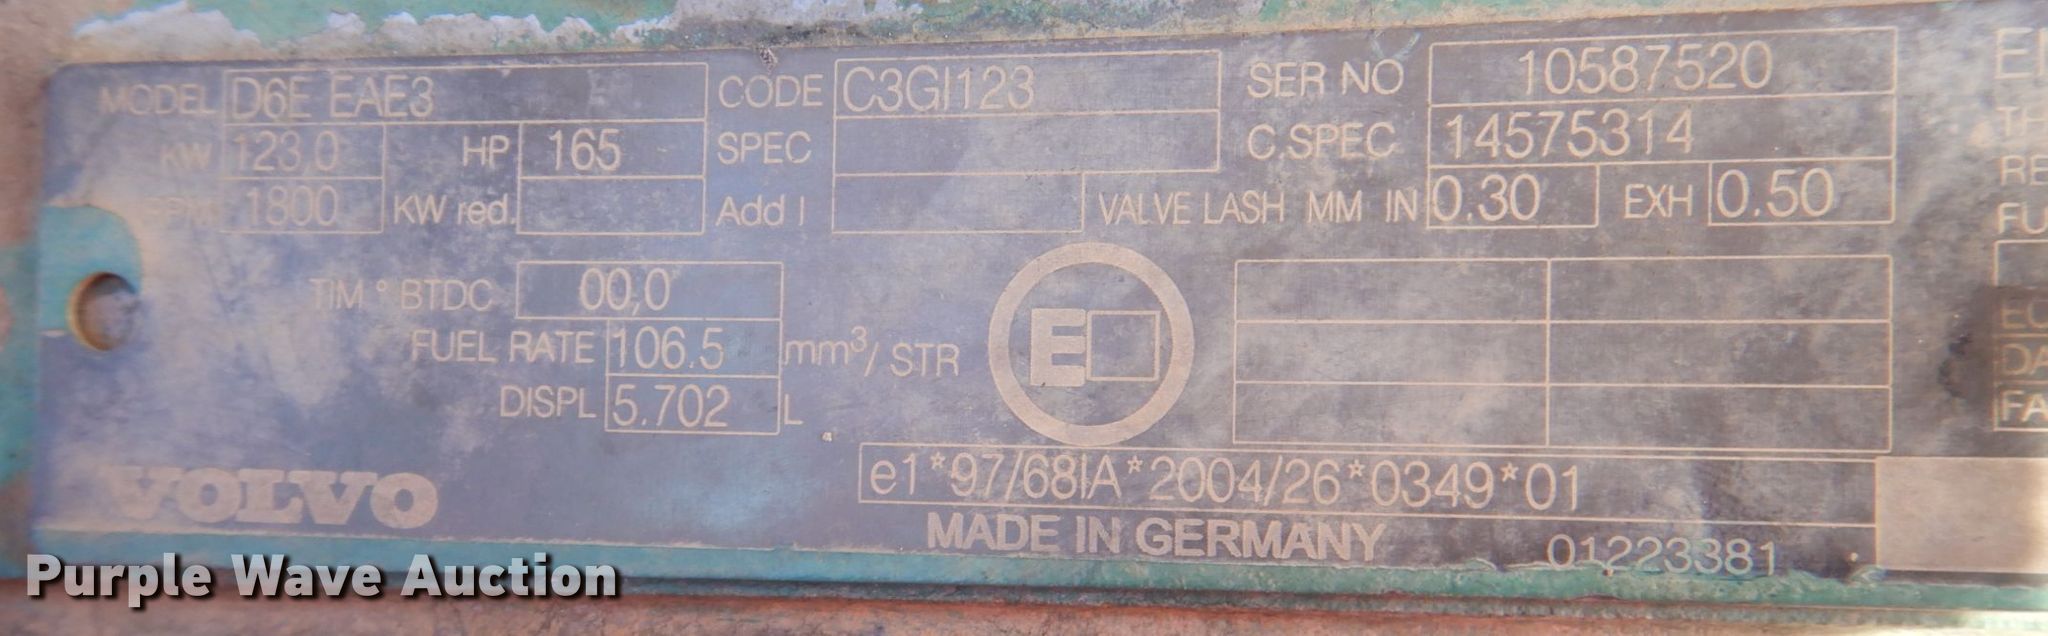 MODEL D6E EAE3 CODE C3GI123 SER NO 10587520
KW 123,0 HP 165 SPEC C.SPEC 14575314
RPM 1800 KW red. Add I VALVE LASH MM IN 0.30 EXH 0.50
TIM ° BTDC 00,0
FUEL RATE 106.5 mm³/STR
DISPL 5.702 L
E
e1*97/68IA*2004/26*0349*01
VOLVO
MADE IN GERMANY 01223381
Purple Wave Auction